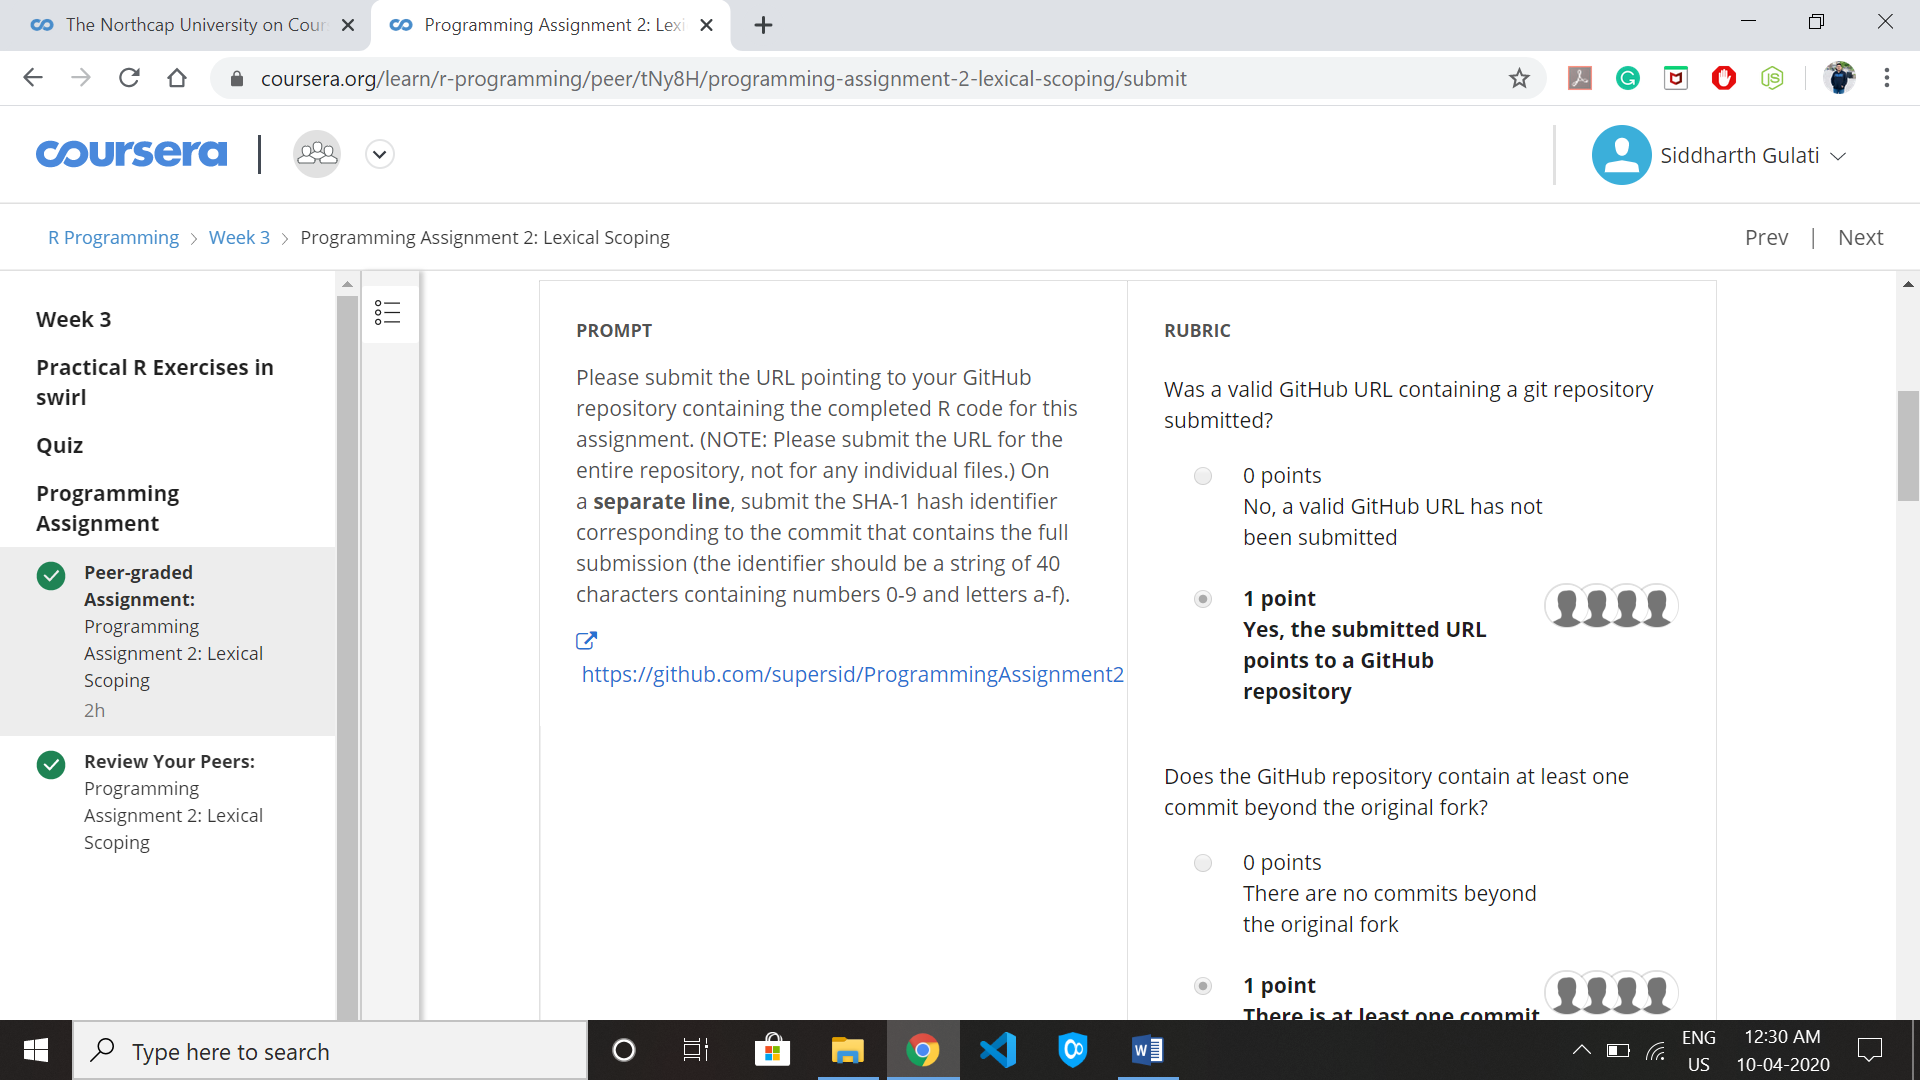 The Northcap University on Cour
Programming Assignment 2: Lexi
coursera.org/learn/r-programming/peer/tNy8H/programming-assignment-2-lexical-scoping/submit
coursera
Siddharth Gulati
R Programming > Week 3 > Programming Assignment 2: Lexical Scoping
Prev | Next
Week 3
Practical R Exercises in
swirl
Quiz
Programming
Assignment
Peer-graded
Assignment:
Programming
Assignment 2: Lexical
Scoping
2h
Review Your Peers:
Programming
Assignment 2: Lexical
Scoping
PROMPT
Please submit the URL pointing to your GitHub
repository containing the completed R code for this
assignment. (NOTE: Please submit the URL for the
entire repository, not for any individual files.) On
a separate line, submit the SHA-1 hash identifier
corresponding to the commit that contains the full
submission (the identifier should be a string of 40
characters containing numbers 0-9 and letters a-f).
https://github.com/supersid/ProgrammingAssignment2
RUBRIC
Was a valid GitHub URL containing a git repository
submitted?
0 points
No, a valid GitHub URL has not
been submitted
1 point
Yes, the submitted URL
points to a GitHub
repository
Does the GitHub repository contain at least one
commit beyond the original fork?
0 points
There are no commits beyond
the original fork
1 point
There is at least one commit
Type here to search
ENG
US
12:30 AM
10-04-2020